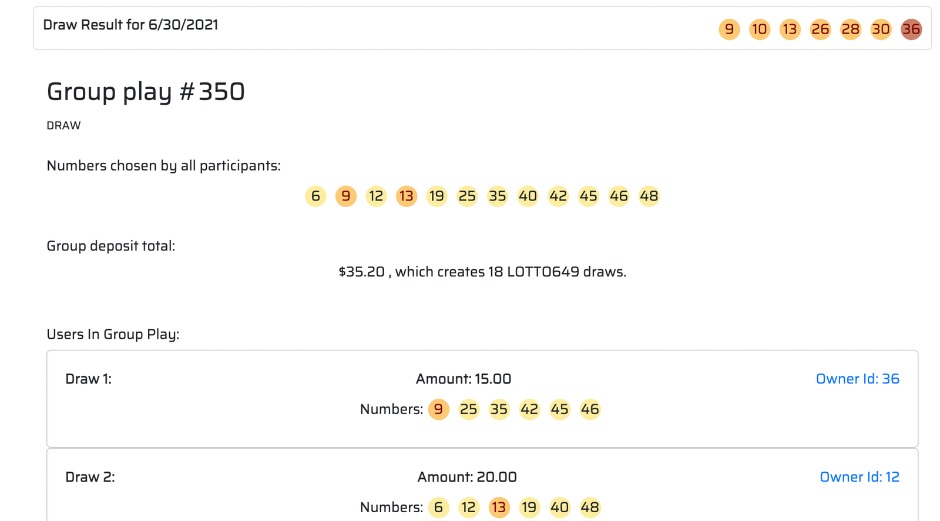 Draw Result for 6/30/2021 9 10 13 26 28 30 36
Group play #350
DRAW
Numbers chosen by all participants:
6 9 12 13 19 25 35 40 42 45 46 48
Group deposit total:
$35.20 , which creates 18 LOTTO649 draws.
Users In Group Play:
Draw 1: Amount: 15.00 Owner Id: 36
Numbers: 9 25 35 42 45 46
Draw 2: Amount: 20.00 Owner Id: 12
Numbers: 6 12 13 19 40 48